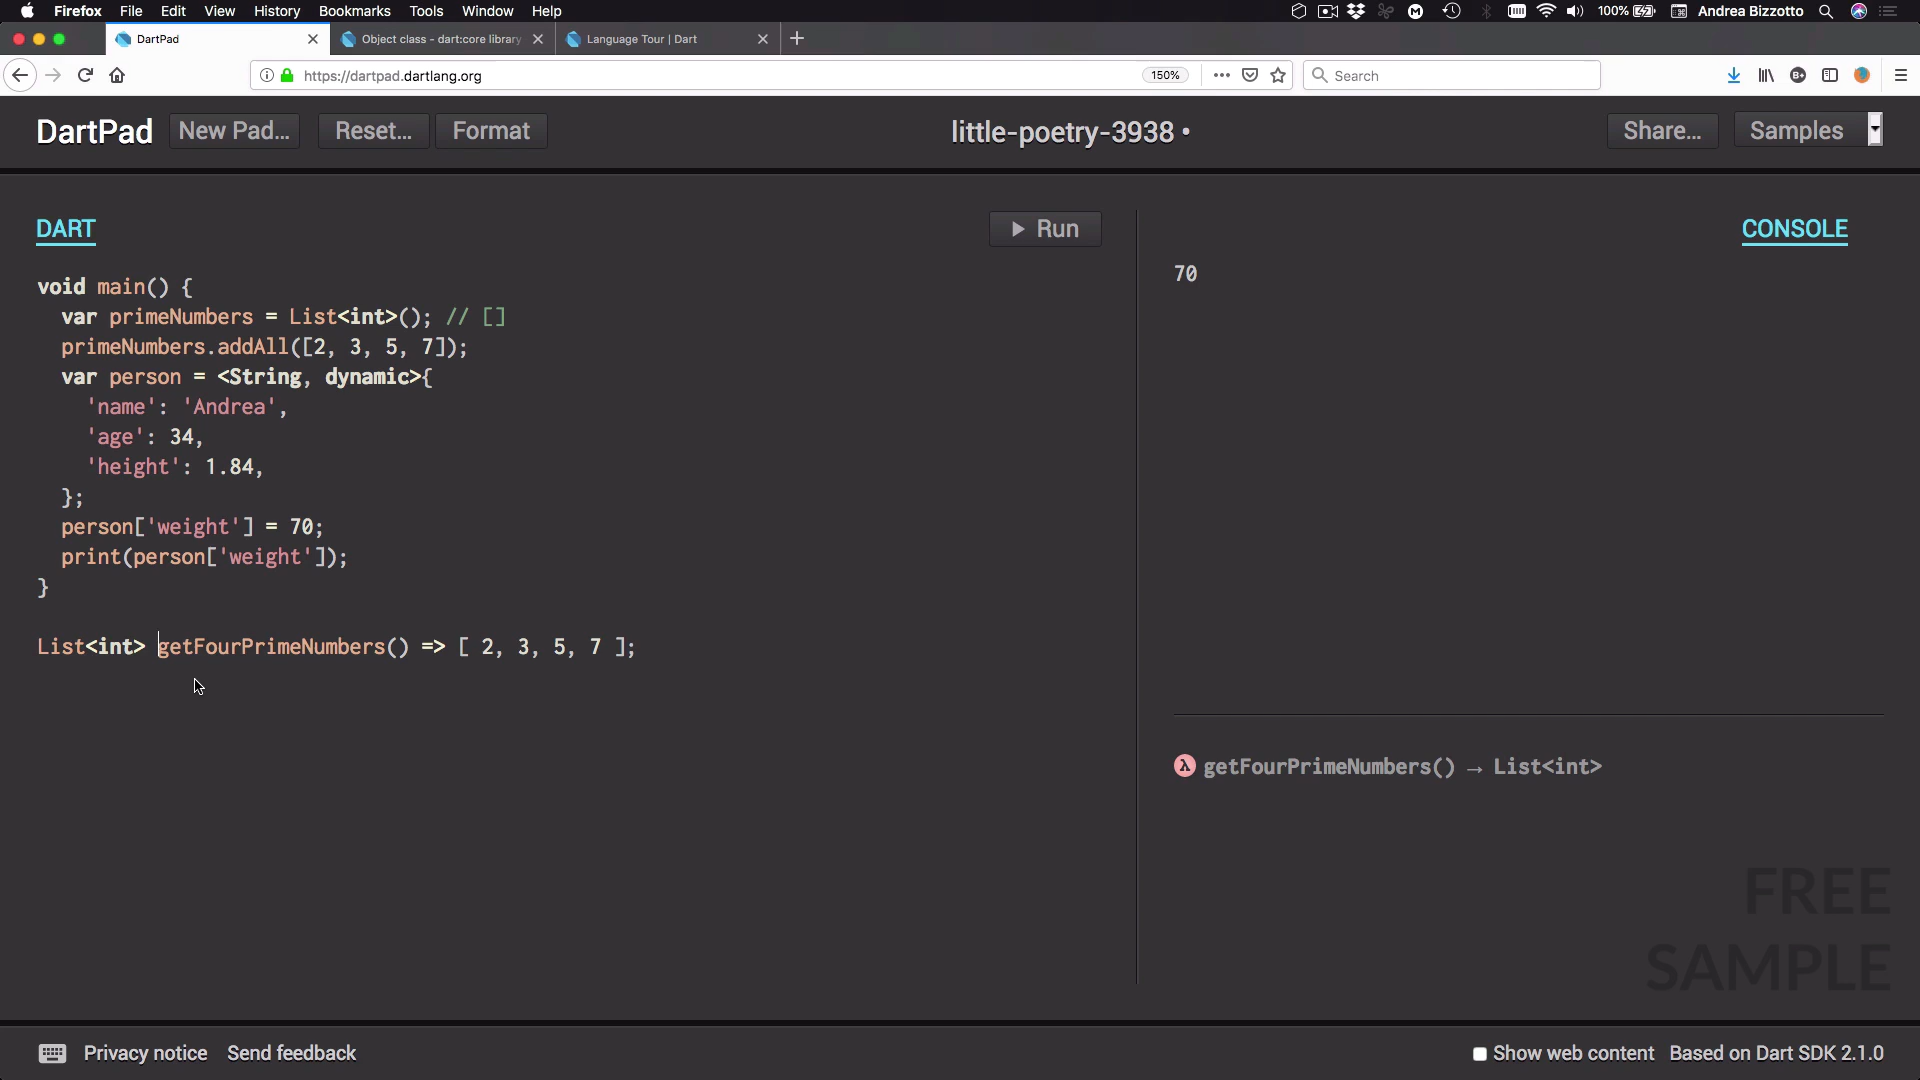 Firefox File Edit View History Bookmarks Tools Window Help 100% Andrea Bizzotto
DartPad Object class - dart:core library Language Tour | Dart
https://dartpad.dartlang.org 150% Search
DartPad New Pad... Reset... Format little-poetry-3938 • Share... Samples
DART Run CONSOLE
70
void main() {
var primeNumbers = List<int>(); // []
primeNumbers.addAll([2, 3, 5, 7]);
var person = <String, dynamic>{
'name': 'Andrea',
'age': 34,
'height': 1.84,
};
person['weight'] = 70;
print(person['weight']);
}
List<int> getFourPrimeNumbers() => [ 2, 3, 5, 7 ];
λ getFourPrimeNumbers() → List<int>
FREE
SAMPLE
Privacy notice Send feedback Show web content Based on Dart SDK 2.1.0